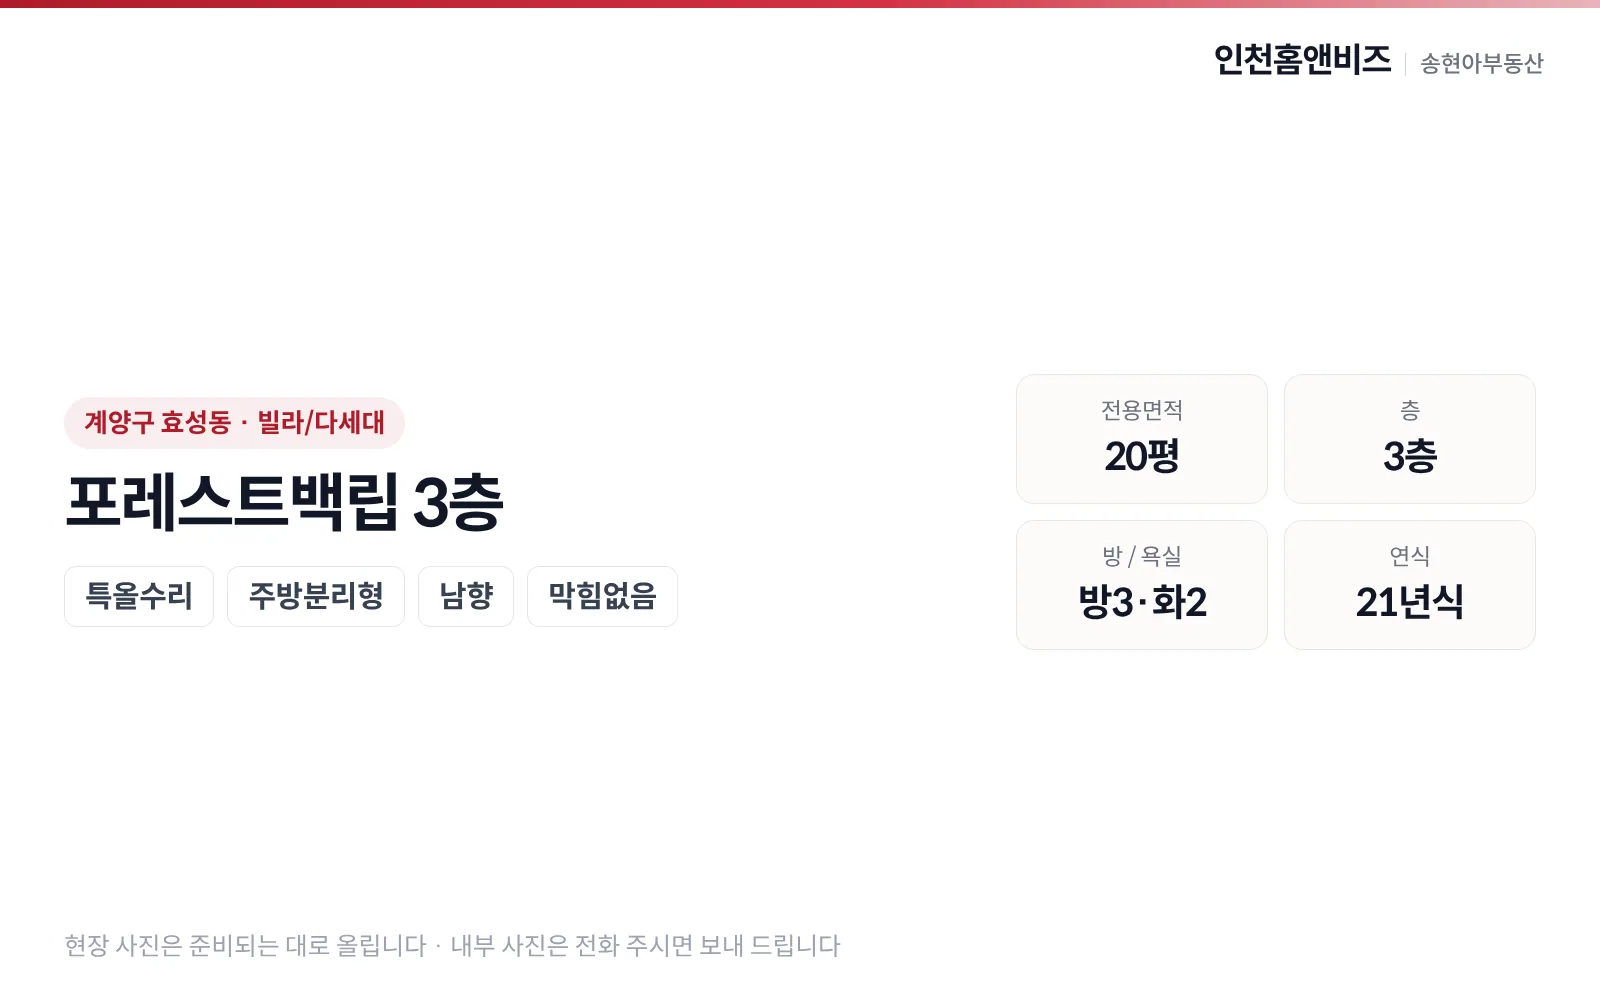 인천홈앤비즈 송현아부동산
계양구 효성동 · 빌라/다세대
포레스트백립 3층
특올수리 주방분리형 남향 막힘없음
전용면적
20평
층
3층
방 / 욕실
방3·화2
연식
21년식
현장 사진은 준비되는 대로 올립니다 · 내부 사진은 전화 주시면 보내 드립니다